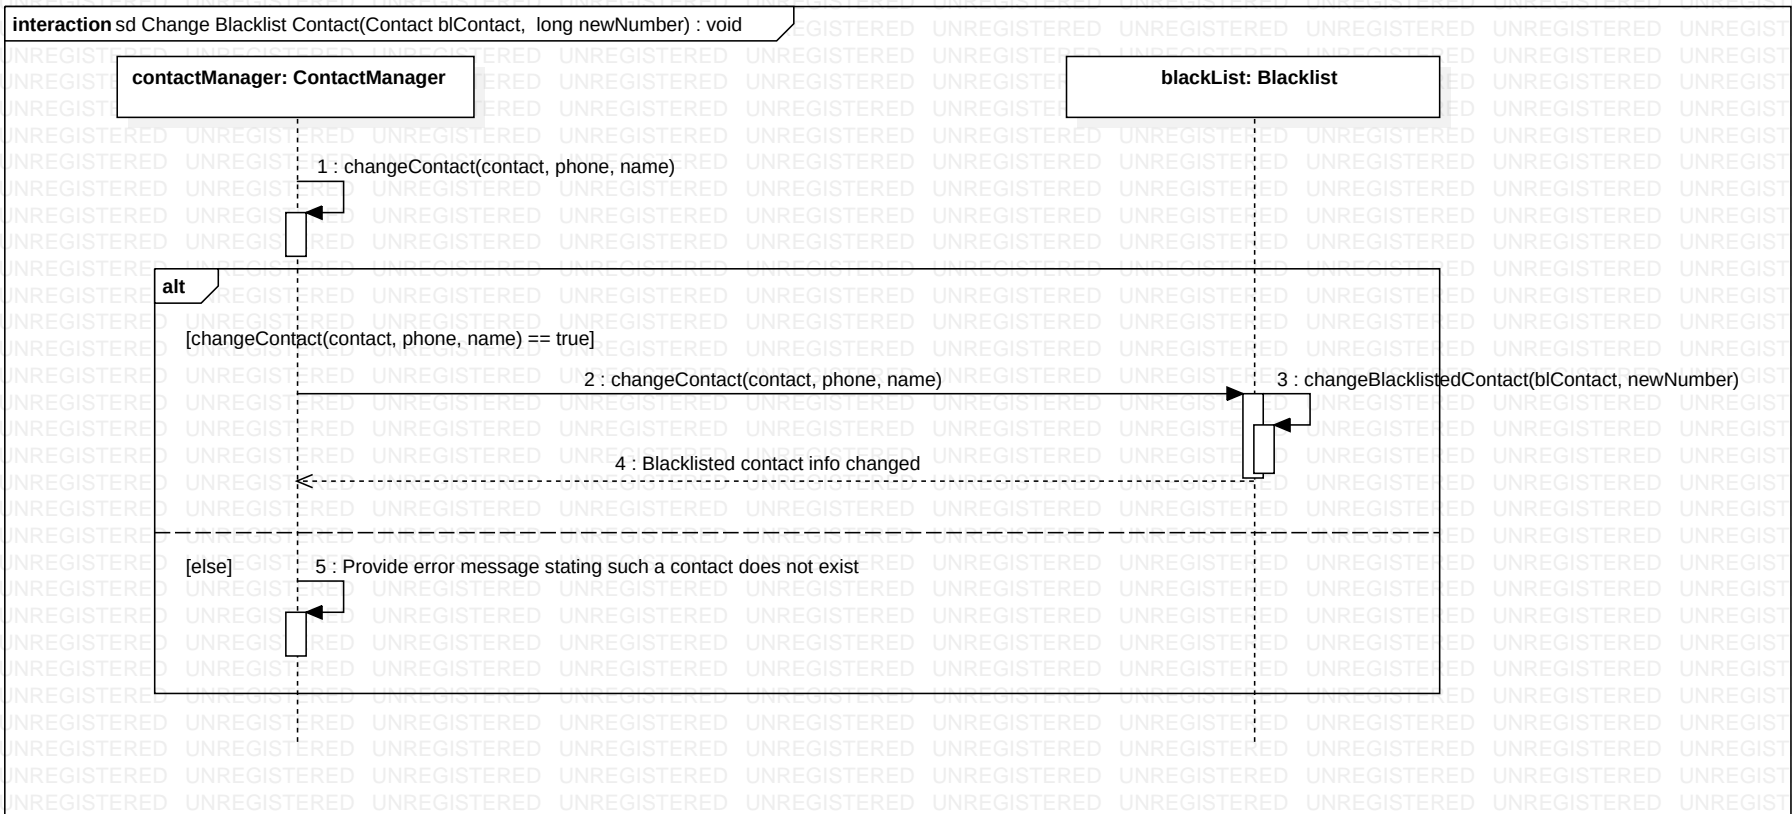 interaction sd Change Blacklist Contact(Contact blContact, long newNumber) : void
contactManager: ContactManager
blackList: Blacklist
1 : changeContact(contact, phone, name)
alt
[changeContact(contact, phone, name) == true]
2 : changeContact(contact, phone, name)
3 : changeBlacklistedContact(blContact, newNumber)
4 : Blacklisted contact info changed
[else]
5 : Provide error message stating such a contact does not exist
UNREGISTERED